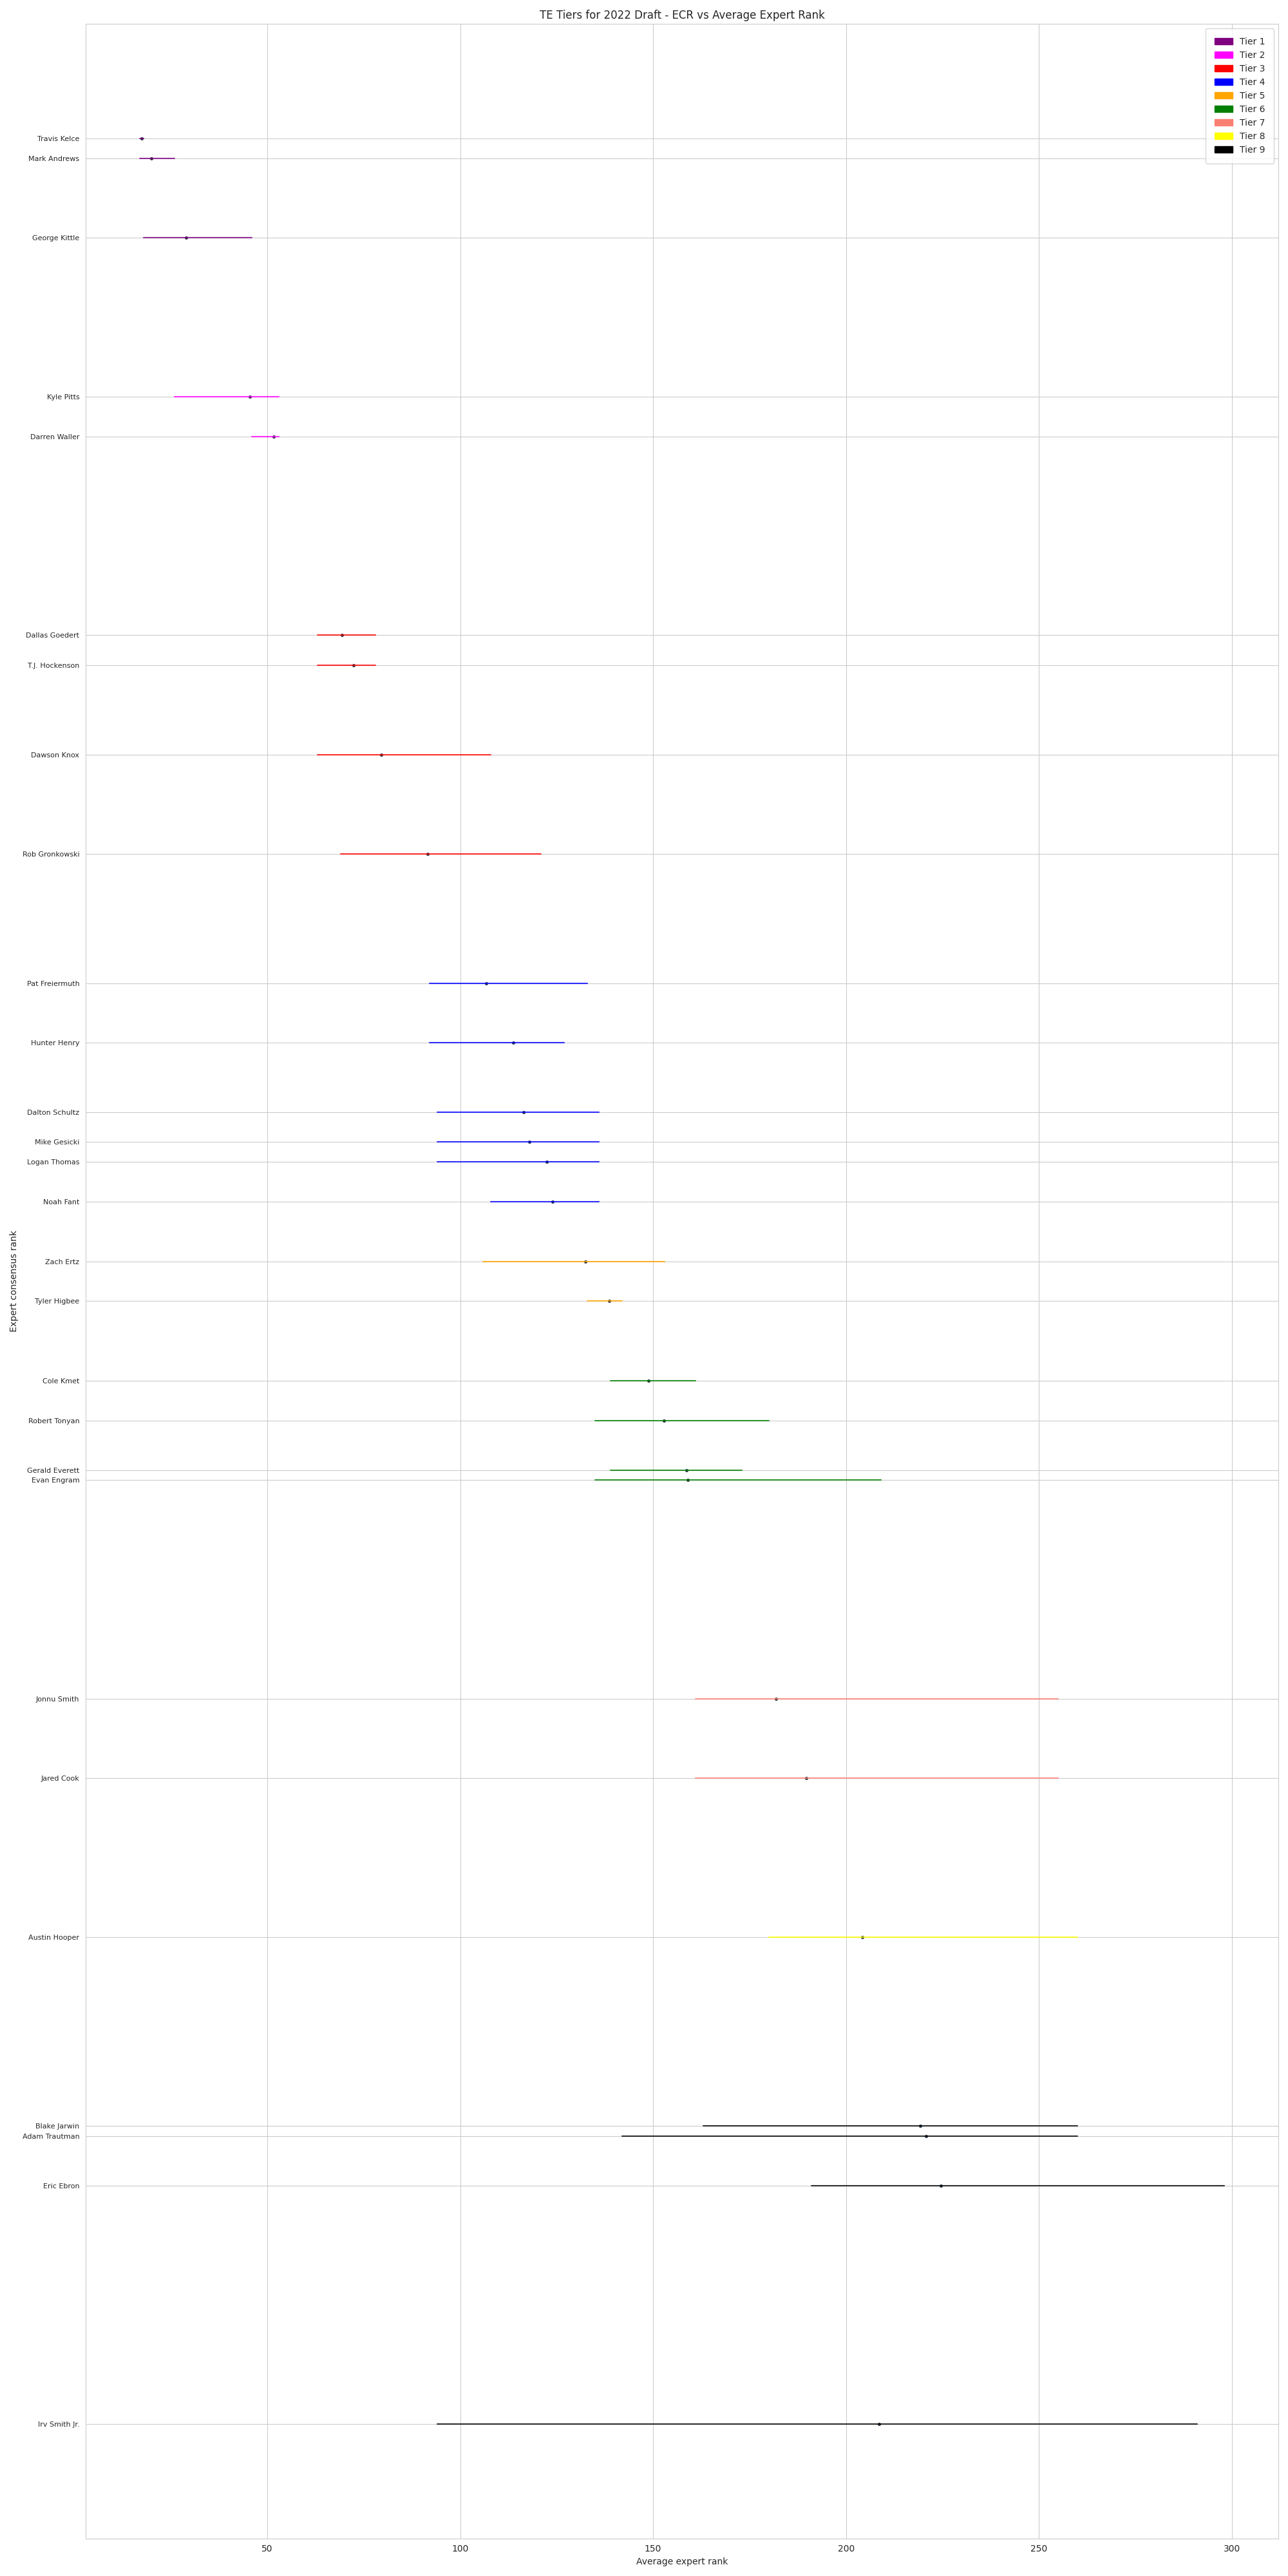 TE Tiers for 2022 Draft - ECR vs Average Expert Rank
Tier 1
Tier 2
Tier 3
Tier 4
Tier 5
Tier 6
Tier 7
Tier 8
Tier 9
Travis Kelce
Mark Andrews
George Kittle
Kyle Pitts
Darren Waller
Dallas Goedert
T.J. Hockenson
Dawson Knox
Rob Gronkowski
Pat Freiermuth
Hunter Henry
Dalton Schultz
Mike Gesicki
Logan Thomas
Noah Fant
Zach Ertz
Tyler Higbee
Cole Kmet
Robert Tonyan
Gerald Everett
Evan Engram
Jonnu Smith
Jared Cook
Austin Hooper
Blake Jarwin
Adam Trautman
Eric Ebron
Irv Smith Jr.
Expert consensus rank
50 100 150 200 250 300
Average expert rank